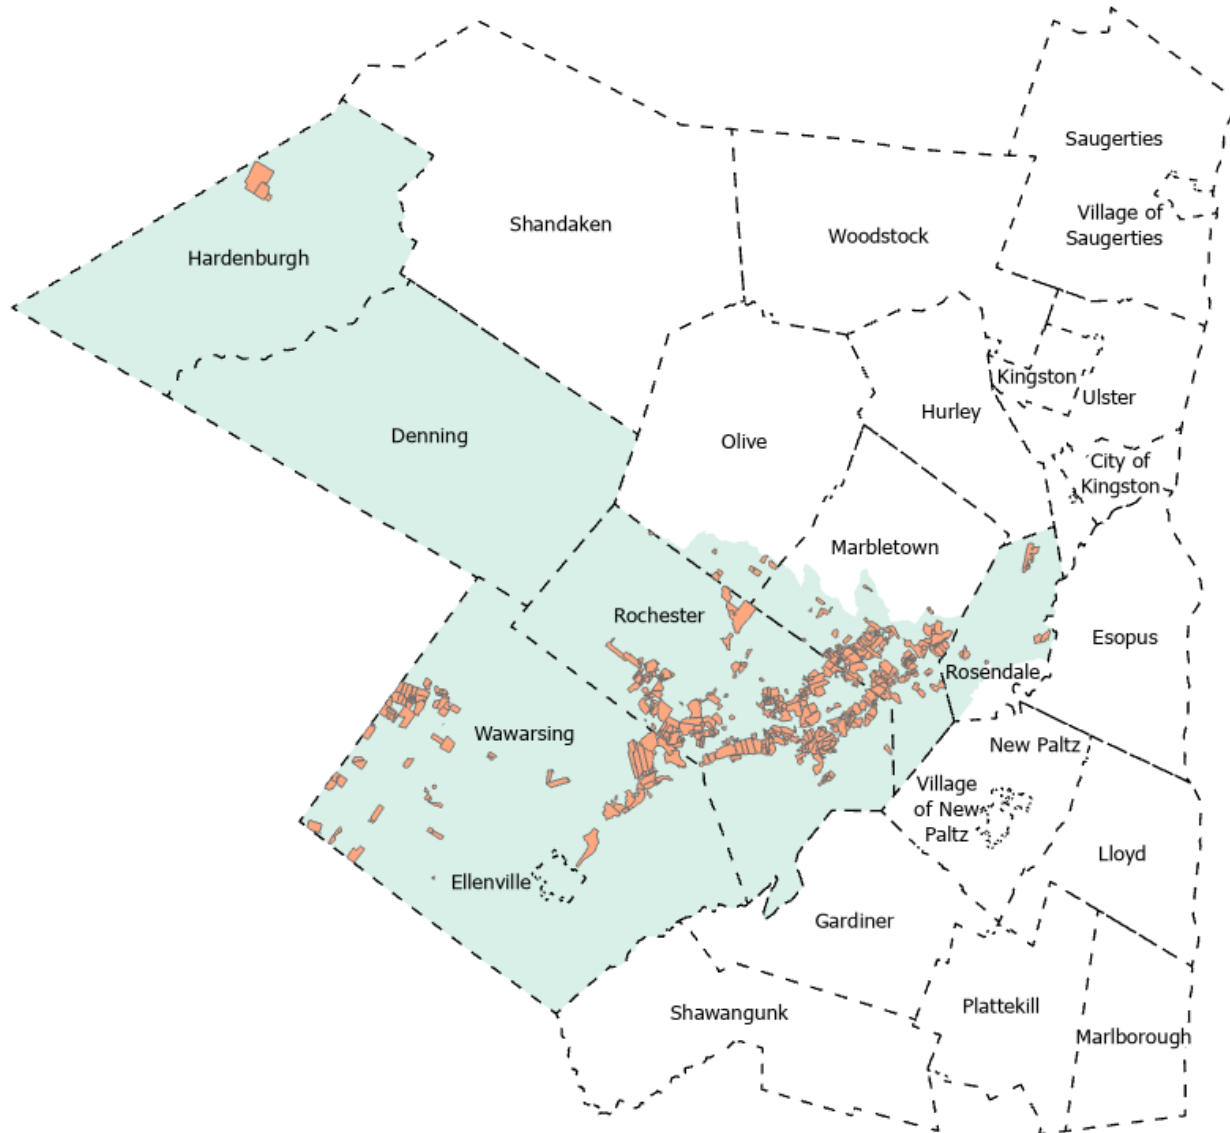 Saugerties
Village of
Saugerties
Shandaken
Woodstock
Hardenburgh
Kingston
Ulster
Hurley
Denning
Olive
City of
Kingston
Marbletown
Rochester
Esopus
Rosendale
Wawarsing
New Paltz
Village
of New
Paltz
Lloyd
Ellenville
Gardiner
Plattekill
Shawangunk
Marlborough